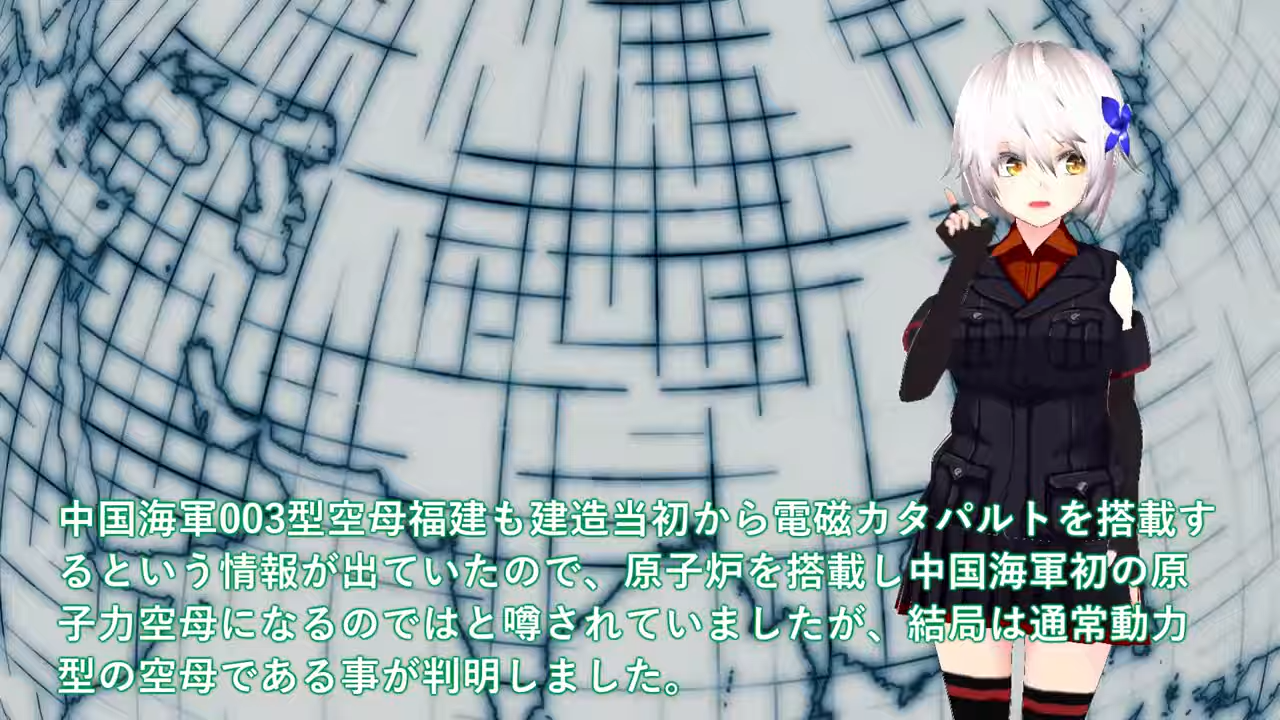 中国海軍003型空母福建も建造当初から電磁カタパルトを搭載す
るという情報が出ていたので、原子炉を搭載し中国海軍初の原
子力空母になるのではと噂されていましたが、結局は通常動力
型の空母である事が判明しました。